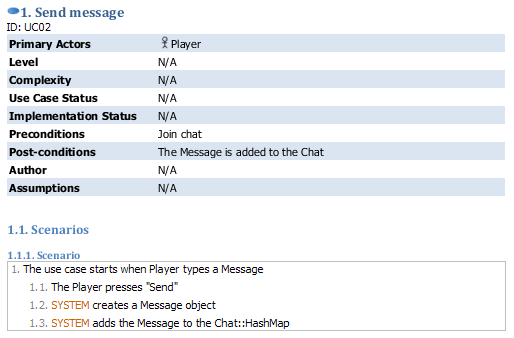 1. Send message
ID: UC02
Primary Actors Player
Level N/A
Complexity N/A
Use Case Status N/A
Implementation Status N/A
Preconditions Join chat
Post-conditions The Message is added to the Chat
Author N/A
Assumptions N/A
1.1. Scenarios
1.1.1. Scenario
1. The use case starts when Player types a Message
1.1. The Player presses "Send"
1.2. SYSTEM creates a Message object
1.3. SYSTEM adds the Message to the Chat::HashMap